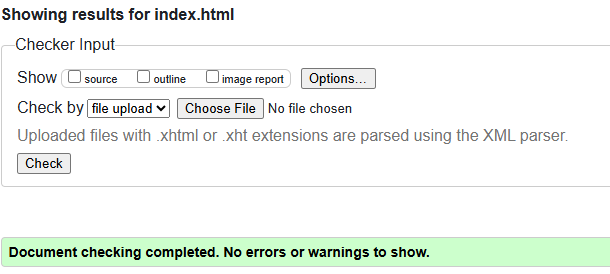 Showing results for index.html
Checker Input
Show source outline image report Options...
Check by file upload Choose File No file chosen
Uploaded files with .xhtml or .xht extensions are parsed using the XML parser.
Check
Document checking completed. No errors or warnings to show.